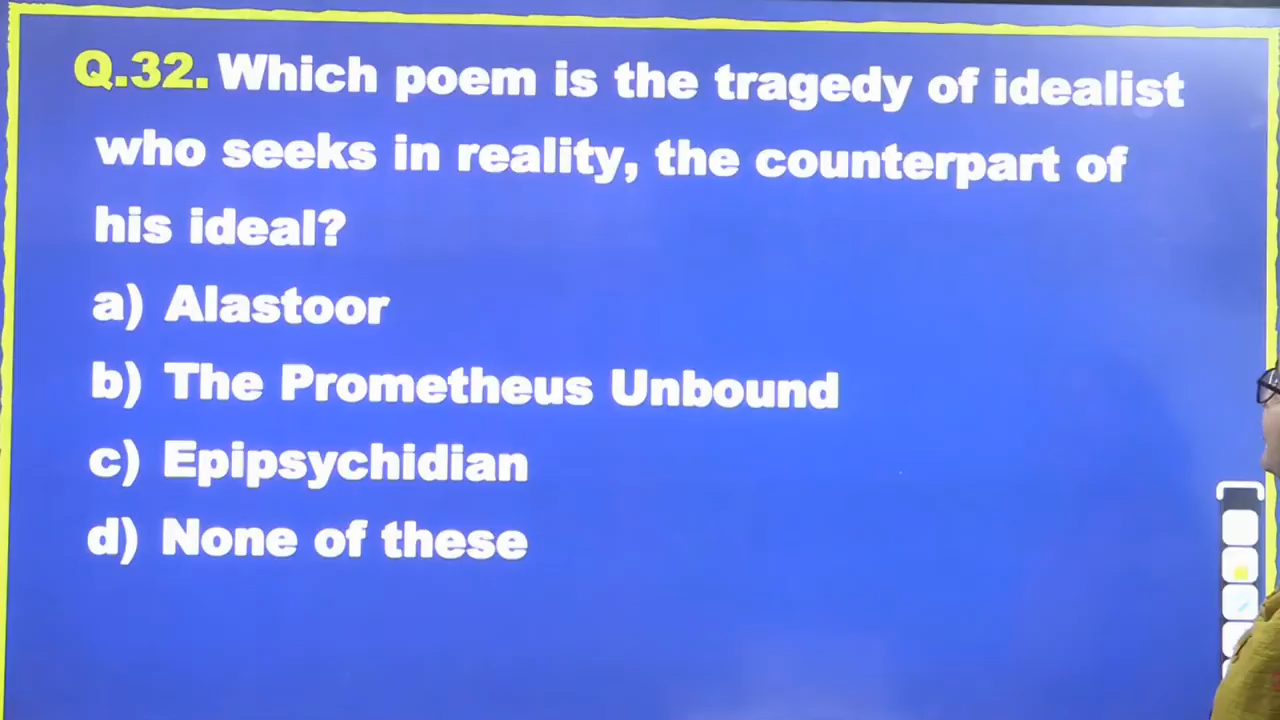 Q.32. Which poem is the tragedy of idealist
who seeks in reality, the counterpart of
his ideal?
a) Alastoor
b) The Prometheus Unbound
c) Epipsychidian
d) None of these